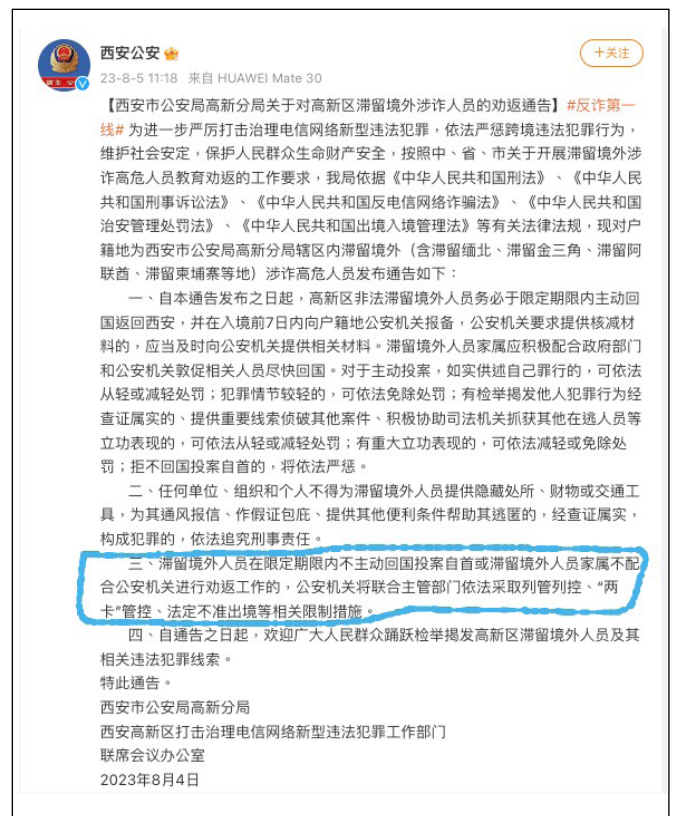 西安公安
+关注
23-8-5 11:18 来自 HUAWEI Mate 30
【西安市公安局高新分局关于对高新区滞留境外涉诈人员的劝返通告】#反诈第一
线# 为进一步严厉打击治理电信网络新型违法犯罪，依法严惩跨境违法犯罪行为，
维护社会安定，保护人民群众生命财产安全，按照中、省、市关于开展滞留境外涉
诈高危人员教育劝返的工作要求，我局依据《中华人民共和国刑法》、《中华人民
共和国刑事诉讼法》、《中华人民共和国反电信网络诈骗法》、《中华人民共和国
治安管理处罚法》、《中华人民共和国出境入境管理法》等有关法律法规，现对户
籍地为西安市公安局高新分局辖区内滞留境外（含滞留缅北、滞留金三角、滞留阿
联酋、滞留柬埔寨等地）涉诈高危人员发布通告如下：
一、自本通告发布之日起，高新区非法滞留境外人员务必于限定期限内主动回
国返回西安，并在入境前7日内向户籍地公安机关报备，公安机关要求提供核减材
料的，应当及时向公安机关提供相关材料。滞留境外人员家属应积极配合政府部门
和公安机关敦促相关人员尽快回国。对于主动投案，如实供述自己罪行的，可依法
从轻或减轻处罚；犯罪情节较轻的，可依法免除处罚；有检举揭发他人犯罪行为经
查证属实的、提供重要线索侦破其他案件、积极协助司法机关抓获其他在逃人员等
立功表现的，可依法从轻或减轻处罚；有重大立功表现的，可依法减轻或免除处
罚；拒不回国投案自首的，将依法严惩。
二、任何单位、组织和个人不得为滞留境外人员提供隐藏处所、财物或交通工
具，为其通风报信、作假证包庇、提供其他便利条件帮助其逃匿的，经查证属实，
构成犯罪的，依法追究刑事责任。
三、滞留境外人员在限定期限内不主动回国投案自首或滞留境外人员家属不配
合公安机关进行劝返工作的，公安机关将联合主管部门依法采取列管列控、“两
卡”管控、法定不准出境等相关限制措施。
四、自通告之日起，欢迎广大人民群众踊跃检举揭发高新区滞留境外人员及其
相关违法犯罪线索。
特此通告。
西安市公安局高新分局
西安高新区打击治理电信网络新型违法犯罪工作部门
联席会议办公室
2023年8月4日